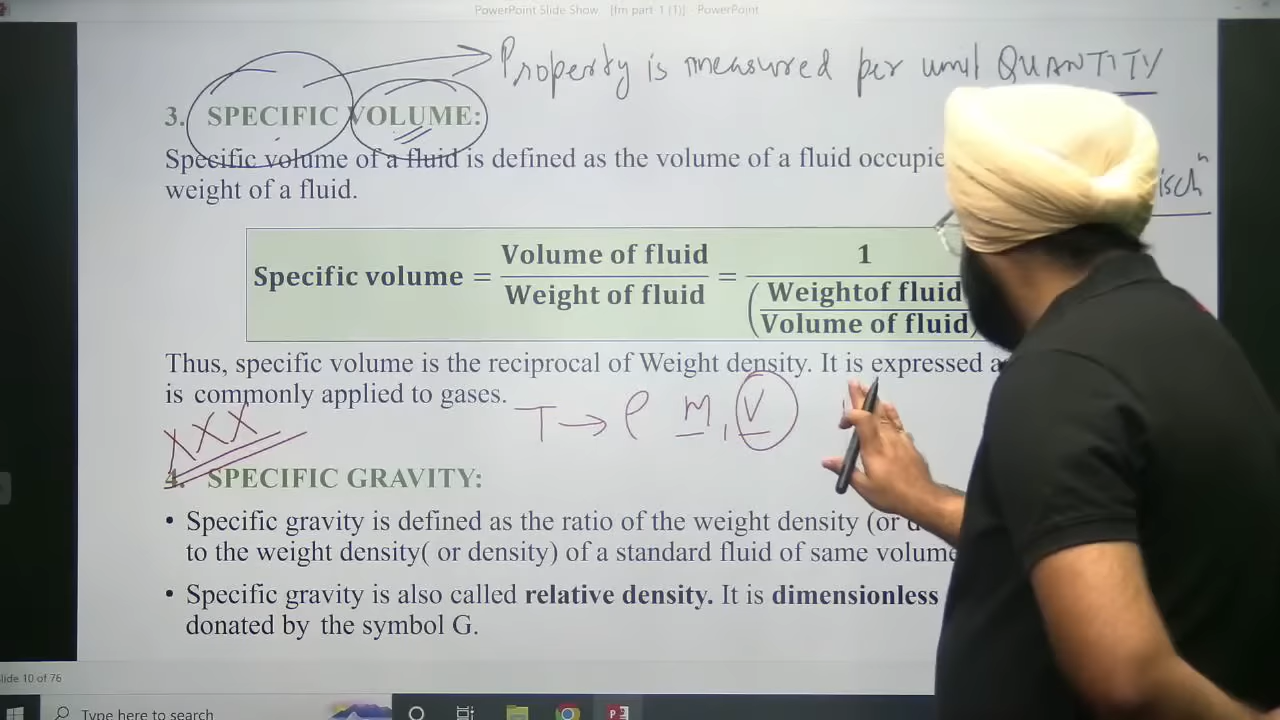 PowerPoint Slide Show - [fm part 1 (1)] - PowerPoint
Property is measured per unit QUANTITY
3. SPECIFIC VOLUME:
Specific volume of a fluid is defined as the volume of a fluid occupie
weight of a fluid.
Specific volume = Volume of fluid / Weight of fluid = 1 / (Weightof fluid / Volume of fluid)
Thus, specific volume is the reciprocal of Weight density. It is expressed a
is commonly applied to gases.
T → ρ M, V
XXX
4. SPECIFIC GRAVITY:
• Specific gravity is defined as the ratio of the weight density (or d
to the weight density( or density) of a standard fluid of same volume
• Specific gravity is also called relative density. It is dimensionless
donated by the symbol G.
lide 10 of 76
Type here to search